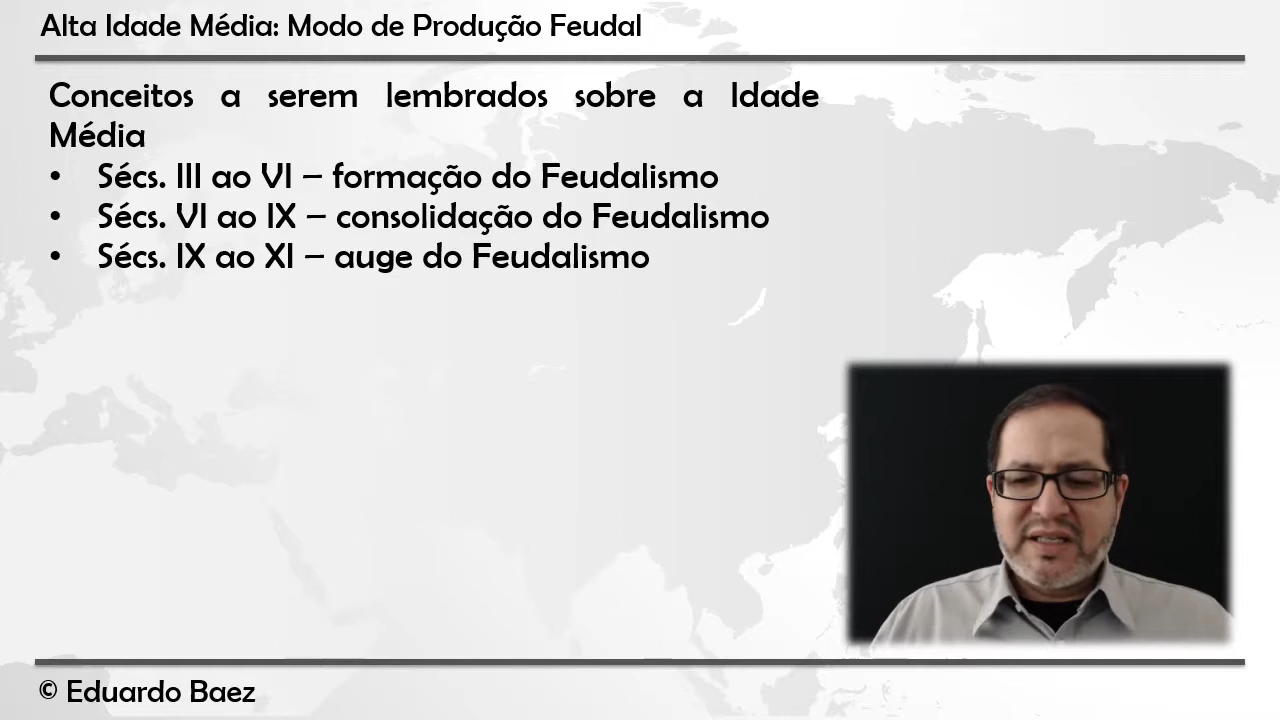 Alta Idade Média: Modo de Produção Feudal
Conceitos a serem lembrados sobre a Idade
Média
• Sécs. III ao VI – formação do Feudalismo
• Sécs. VI ao IX – consolidação do Feudalismo
• Sécs. IX ao XI – auge do Feudalismo
© Eduardo Baez